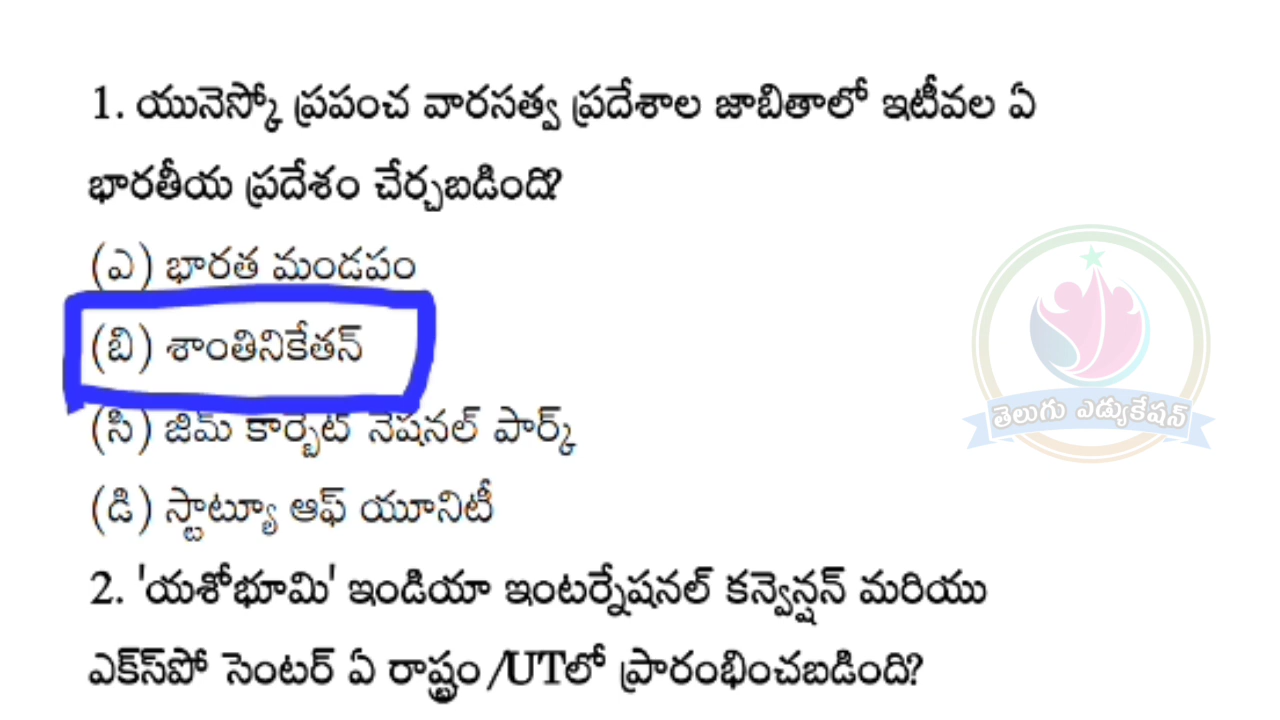 1. యునెస్కో ప్రపంచ వారసత్వ ప్రదేశాల జాబితాలో ఇటీవల ఏ
భారతీయ ప్రదేశం చేర్చబడింది?
(ఎ) భారత మండపం
(బి) శాంతినికేతన్
(సి) జిమ్ కార్బెట్ నేషనల్ పార్క్
(డి) స్టాట్యూ ఆఫ్ యూనిటీ
2. 'యశోభూమి' ఇండియా ఇంటర్నేషనల్ కన్వెన్షన్ మరియు
ఎక్స్‌పో సెంటర్ ఏ రాష్ట్రం/UTలో ప్రారంభించబడింది?
తెలుగు ఎడ్యుకేషన్